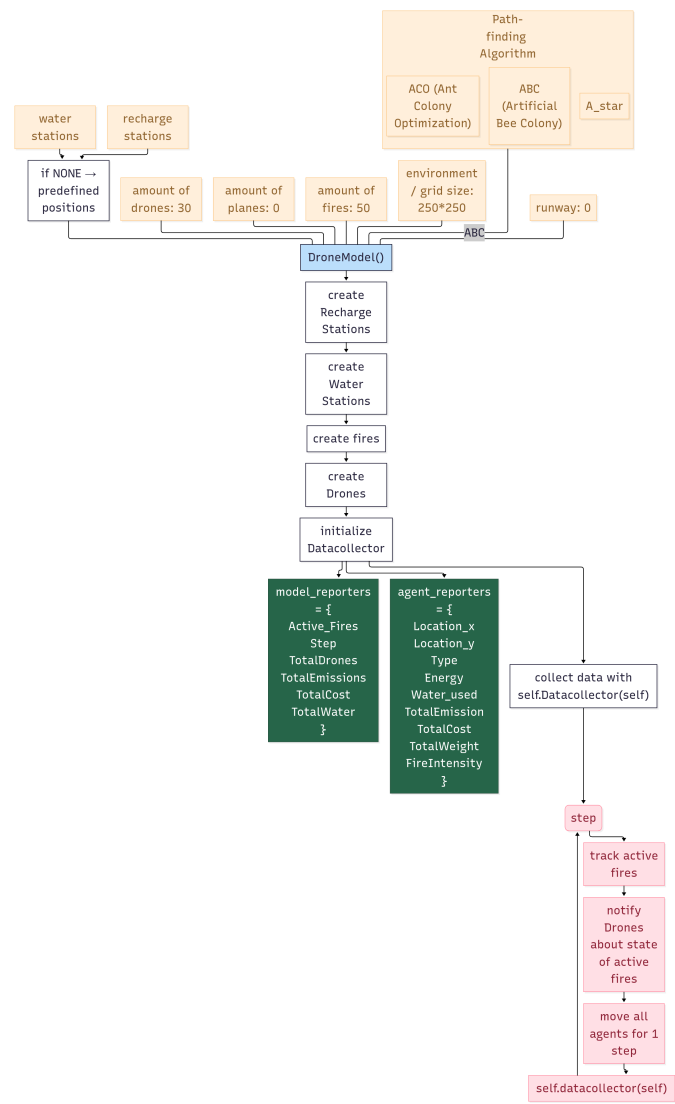 Path-
finding
Algorithm
ACO (Ant
Colony
Optimization)
ABC
(Artificial
Bee Colony)
A_star
water
stations
recharge
stations
if NONE →
predefined
positions
amount of
drones: 30
amount of
planes: 0
amount of
fires: 50
environment
/ grid size:
250*250
runway: 0
ABC
DroneModel()
create
Recharge
Stations
create
Water
Stations
create fires
create
Drones
initialize
Datacollector
model_reporters
= {
Active_Fires
Step
TotalDrones
TotalEmissions
TotalCost
TotalWater
}
agent_reporters
= {
Location_x
Location_y
Type
Energy
Water_used
TotalEmission
TotalCost
TotalWeight
FireIntensity
}
collect data with
self.Datacollector(self)
step
track active
fires
notify
Drones
about state
of active
fires
move all
agents for 1
step
self.datacollector(self)